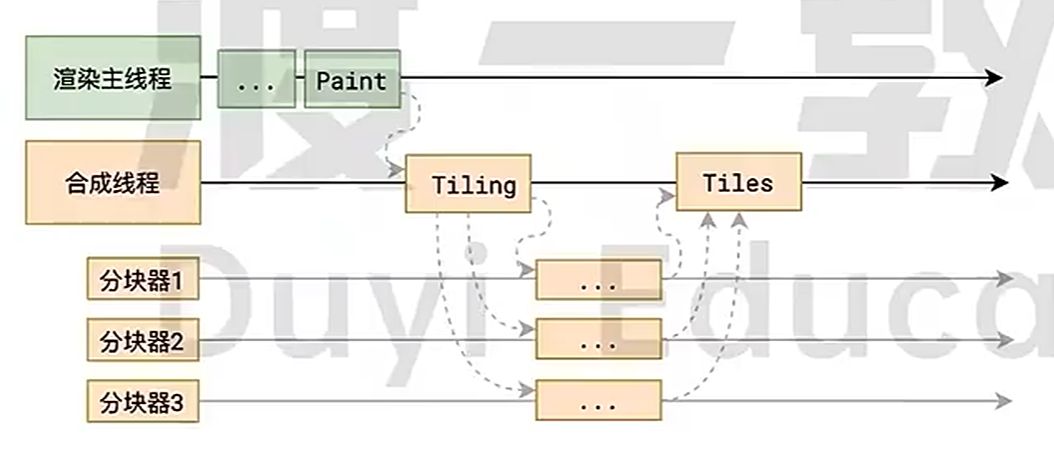 渲染主线程
...
Paint
合成线程
Tiling
Tiles
分块器1
...
分块器2
...
分块器3
...
渡一教
Duyi Educa